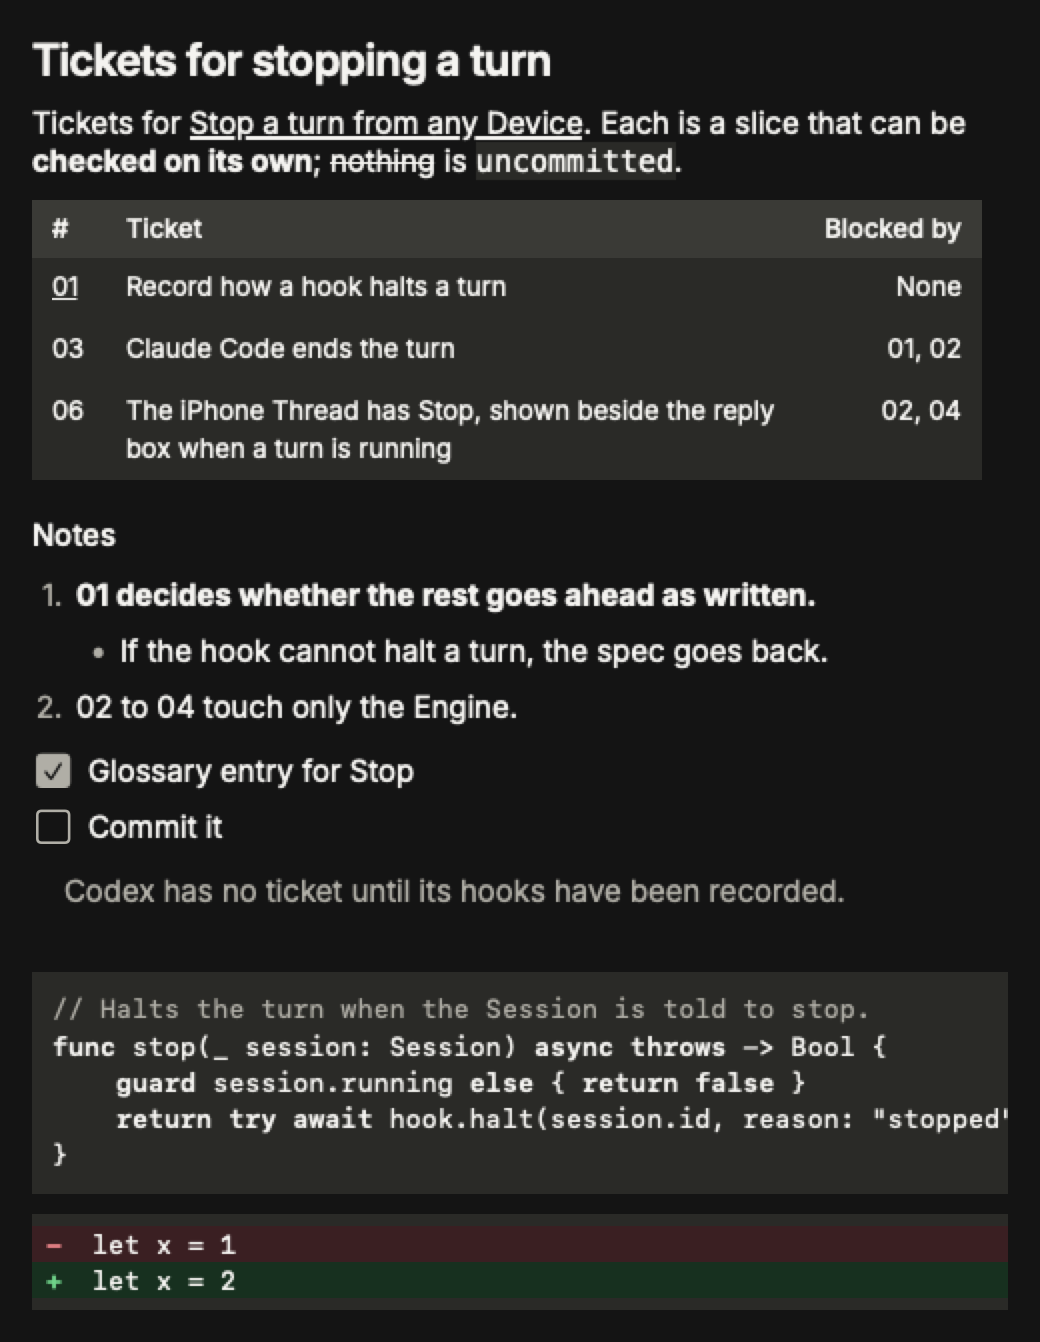 Tickets for stopping a turn
Tickets for Stop a turn from any Device. Each is a slice that can be
checked on its own; nothing is uncommitted.
# Ticket Blocked by
01 Record how a hook halts a turn None
03 Claude Code ends the turn 01, 02
06 The iPhone Thread has Stop, shown beside the reply 02, 04
box when a turn is running
Notes
1. 01 decides whether the rest goes ahead as written.
• If the hook cannot halt a turn, the spec goes back.
2. 02 to 04 touch only the Engine.
Glossary entry for Stop
Commit it
Codex has no ticket until its hooks have been recorded.
// Halts the turn when the Session is told to stop.
func stop(_ session: Session) async throws -> Bool {
    guard session.running else { return false }
    return try await hook.halt(session.id, reason: "stopped"
}
- let x = 1
+ let x = 2